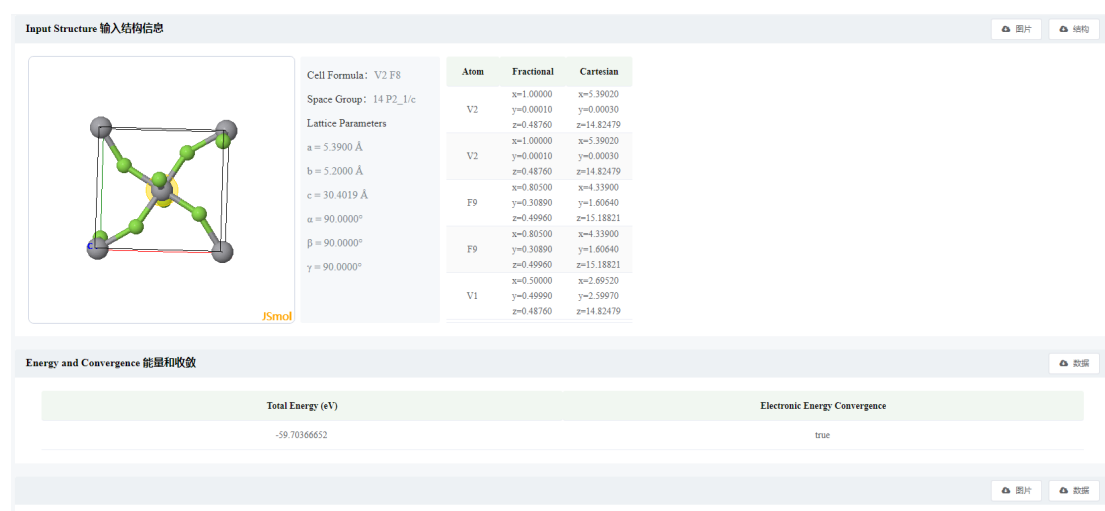 Input Structure 输入结构信息
图片
结构
Cell Formula: V2 F8
Space Group: 14 P2_1/c
Lattice Parameters
a = 5.3900 Å
b = 5.2000 Å
c = 30.4019 Å
α = 90.0000°
β = 90.0000°
γ = 90.0000°
C
JSmol
Atom Fractional Cartesian
x=1.00000 x=5.39020
V2 y=0.00010 y=0.00030
z=0.48760 z=14.82479
x=1.00000 x=5.39020
V2 y=0.00010 y=0.00030
z=0.48760 z=14.82479
x=0.80500 x=4.33900
F9 y=0.30890 y=1.60640
z=0.49960 z=15.18821
x=0.80500 x=4.33900
F9 y=0.30890 y=1.60640
z=0.49960 z=15.18821
x=0.50000 x=2.69520
V1 y=0.49990 y=2.59970
z=0.48760 z=14.82479
Energy and Convergence 能量和收敛
数据
Total Energy (eV) Electronic Energy Convergence
-59.70366652 true
图片
数据